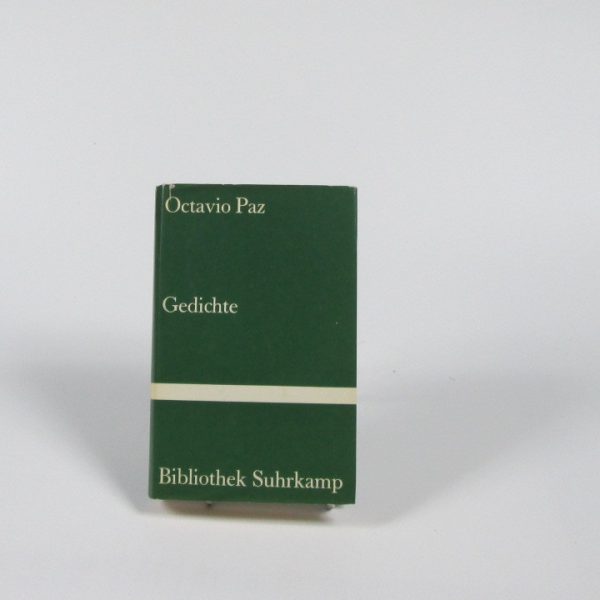 Octavio Paz
Gedichte
Bibliothek Suhrkamp